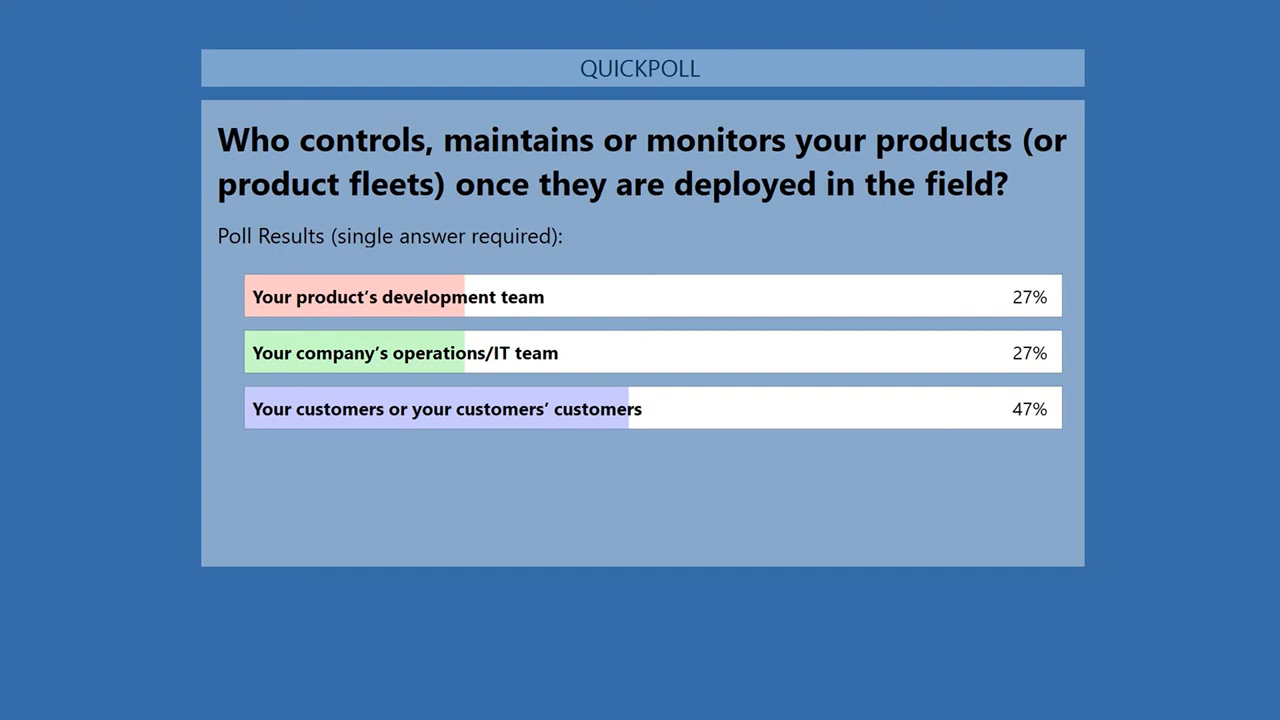 QUICKPOLL
Who controls, maintains or monitors your products (or
product fleets) once they are deployed in the field?
Poll Results (single answer required):
Your product’s development team 27%
Your company’s operations/IT team 27%
Your customers or your customers’ customers 47%